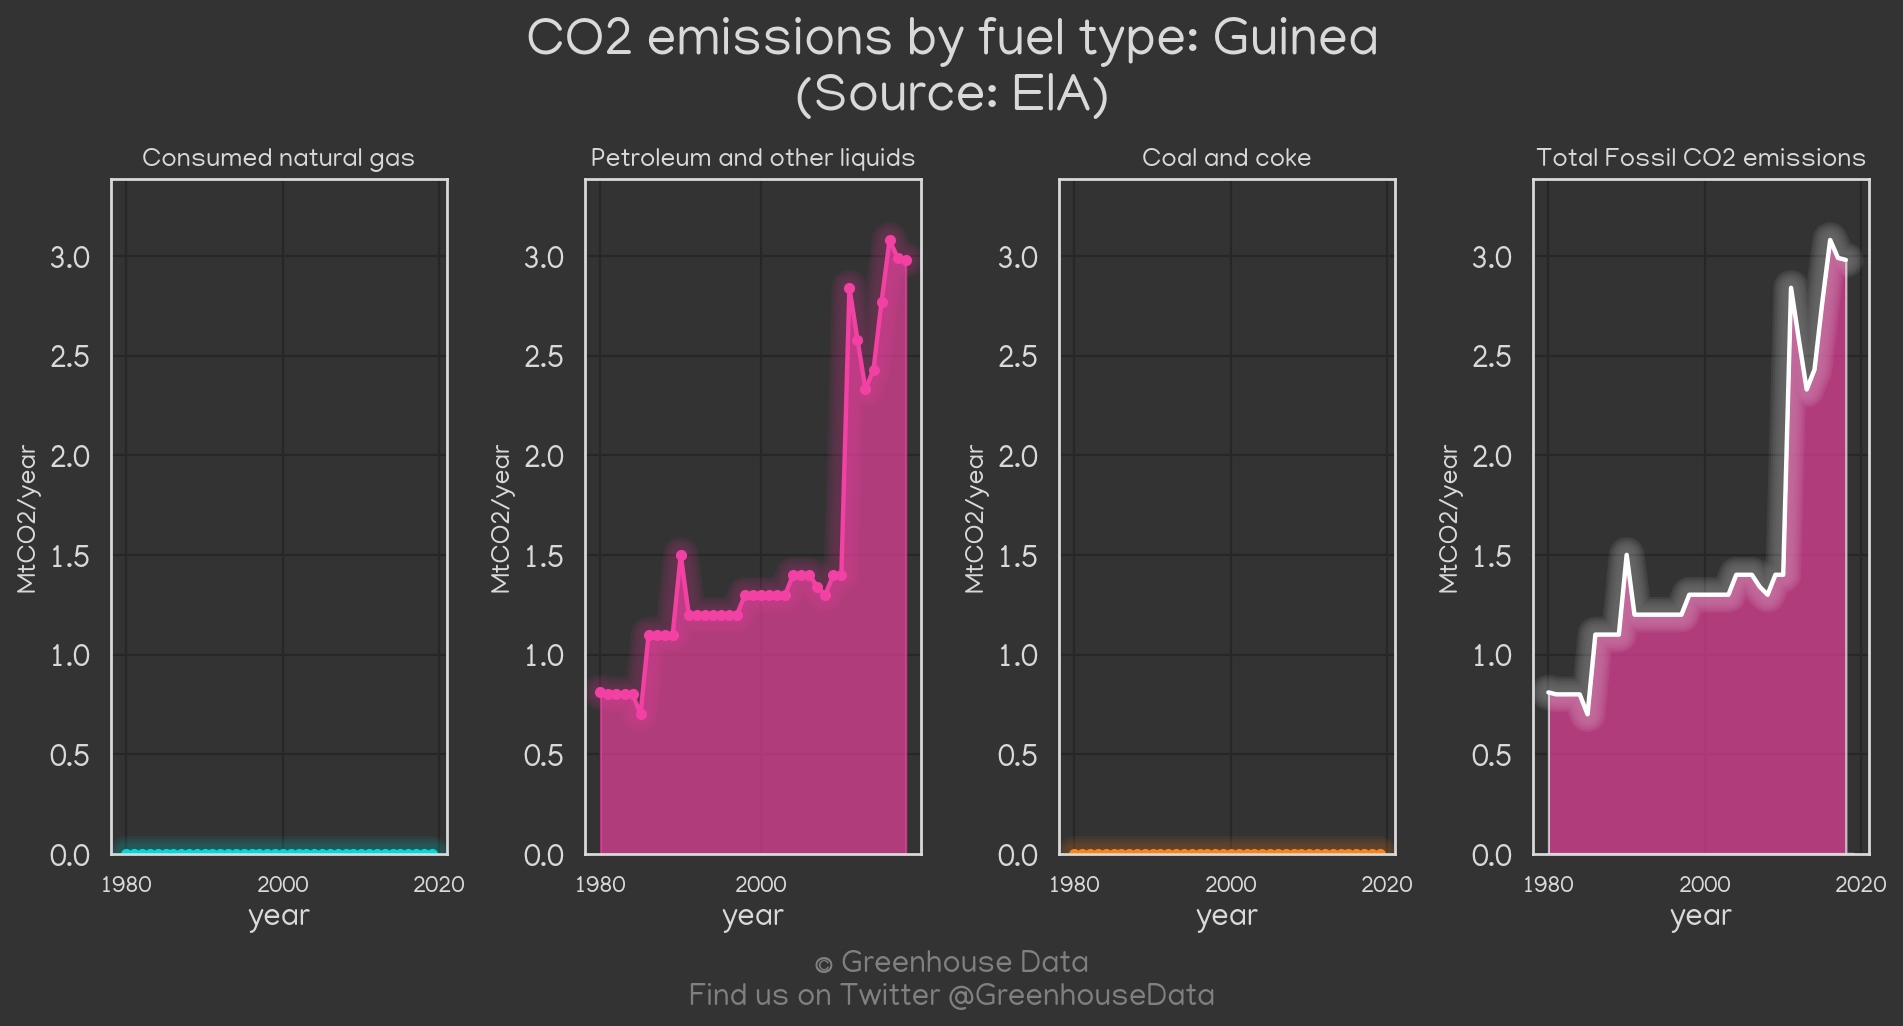 CO2 emissions by fuel type: Guinea
(Source: EIA)
Consumed natural gas
Petroleum and other liquids
Coal and coke
Total Fossil CO2 emissions
MtCO2/year
3.0
2.5
2.0
1.5
1.0
0.5
0.0
1980
2000
2020
year
MtCO2/year
3.0
2.5
2.0
1.5
1.0
0.5
0.0
1980
2000
year
MtCO2/year
3.0
2.5
2.0
1.5
1.0
0.5
0.0
1980
2000
2020
year
MtCO2/year
3.0
2.5
2.0
1.5
1.0
0.5
0.0
1980
2000
2020
year
© Greenhouse Data
Find us on Twitter @GreenhouseData